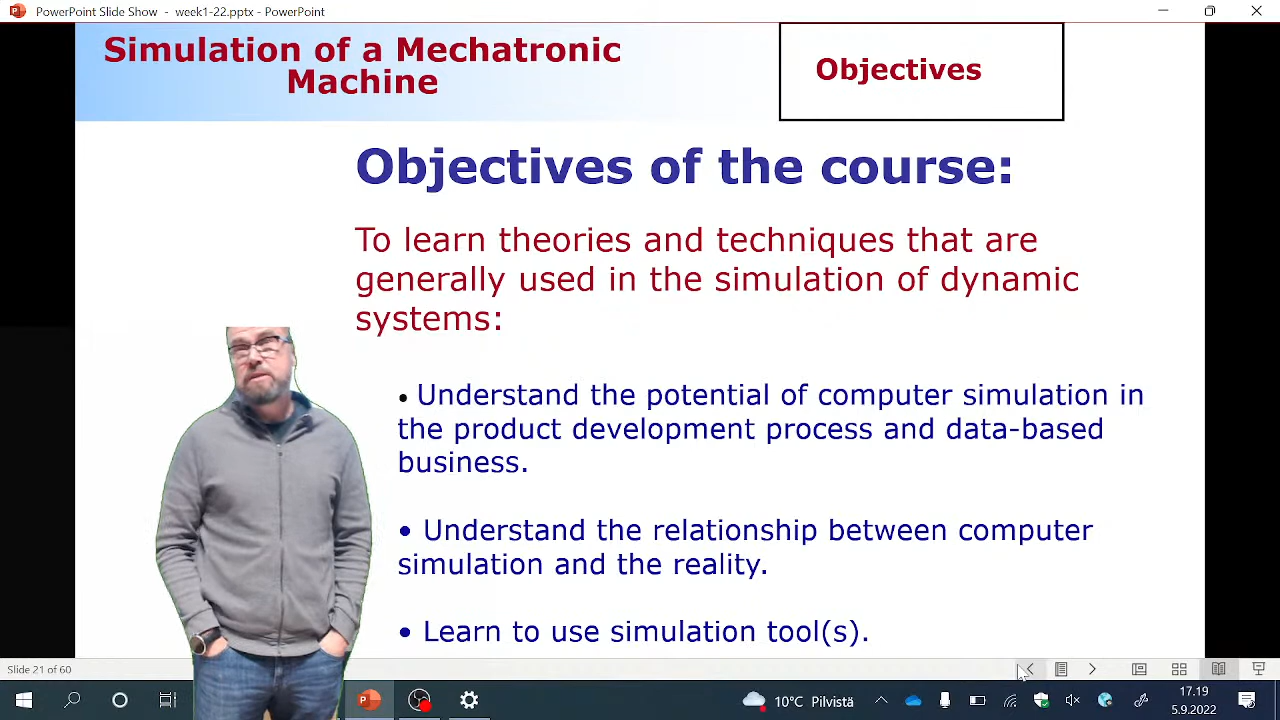 PowerPoint Slide Show - week1-22.pptx - PowerPoint
Simulation of a Mechatronic
Machine
Objectives
Objectives of the course:
To learn theories and techniques that are
generally used in the simulation of dynamic
systems:
• Understand the potential of computer simulation in
the product development process and data-based
business.
• Understand the relationship between computer
simulation and the reality.
• Learn to use simulation tool(s).
Slide 21 of 60
10°C Pilvistä
17.19
5.9.2022